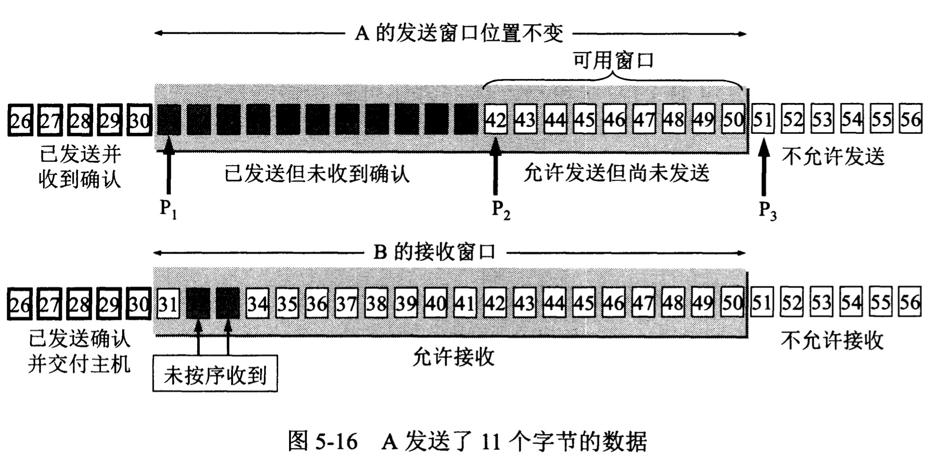 A 的发送窗口位置不变
可用窗口
26 27 28 29 30 42 43 44 45 46 47 48 49 50 51 52 53 54 55 56
已发送并
收到确认
已发送但未收到确认
允许发送但尚未发送
不允许发送
P1 P2 P3
B 的接收窗口
26 27 28 29 30 31 34 35 36 37 38 39 40 41 42 43 44 45 46 47 48 49 50 51 52 53 54 55 56
已发送确认
并交付主机
未按序收到
允许接收
不允许接收
图 5-16 A 发送了 11 个字节的数据